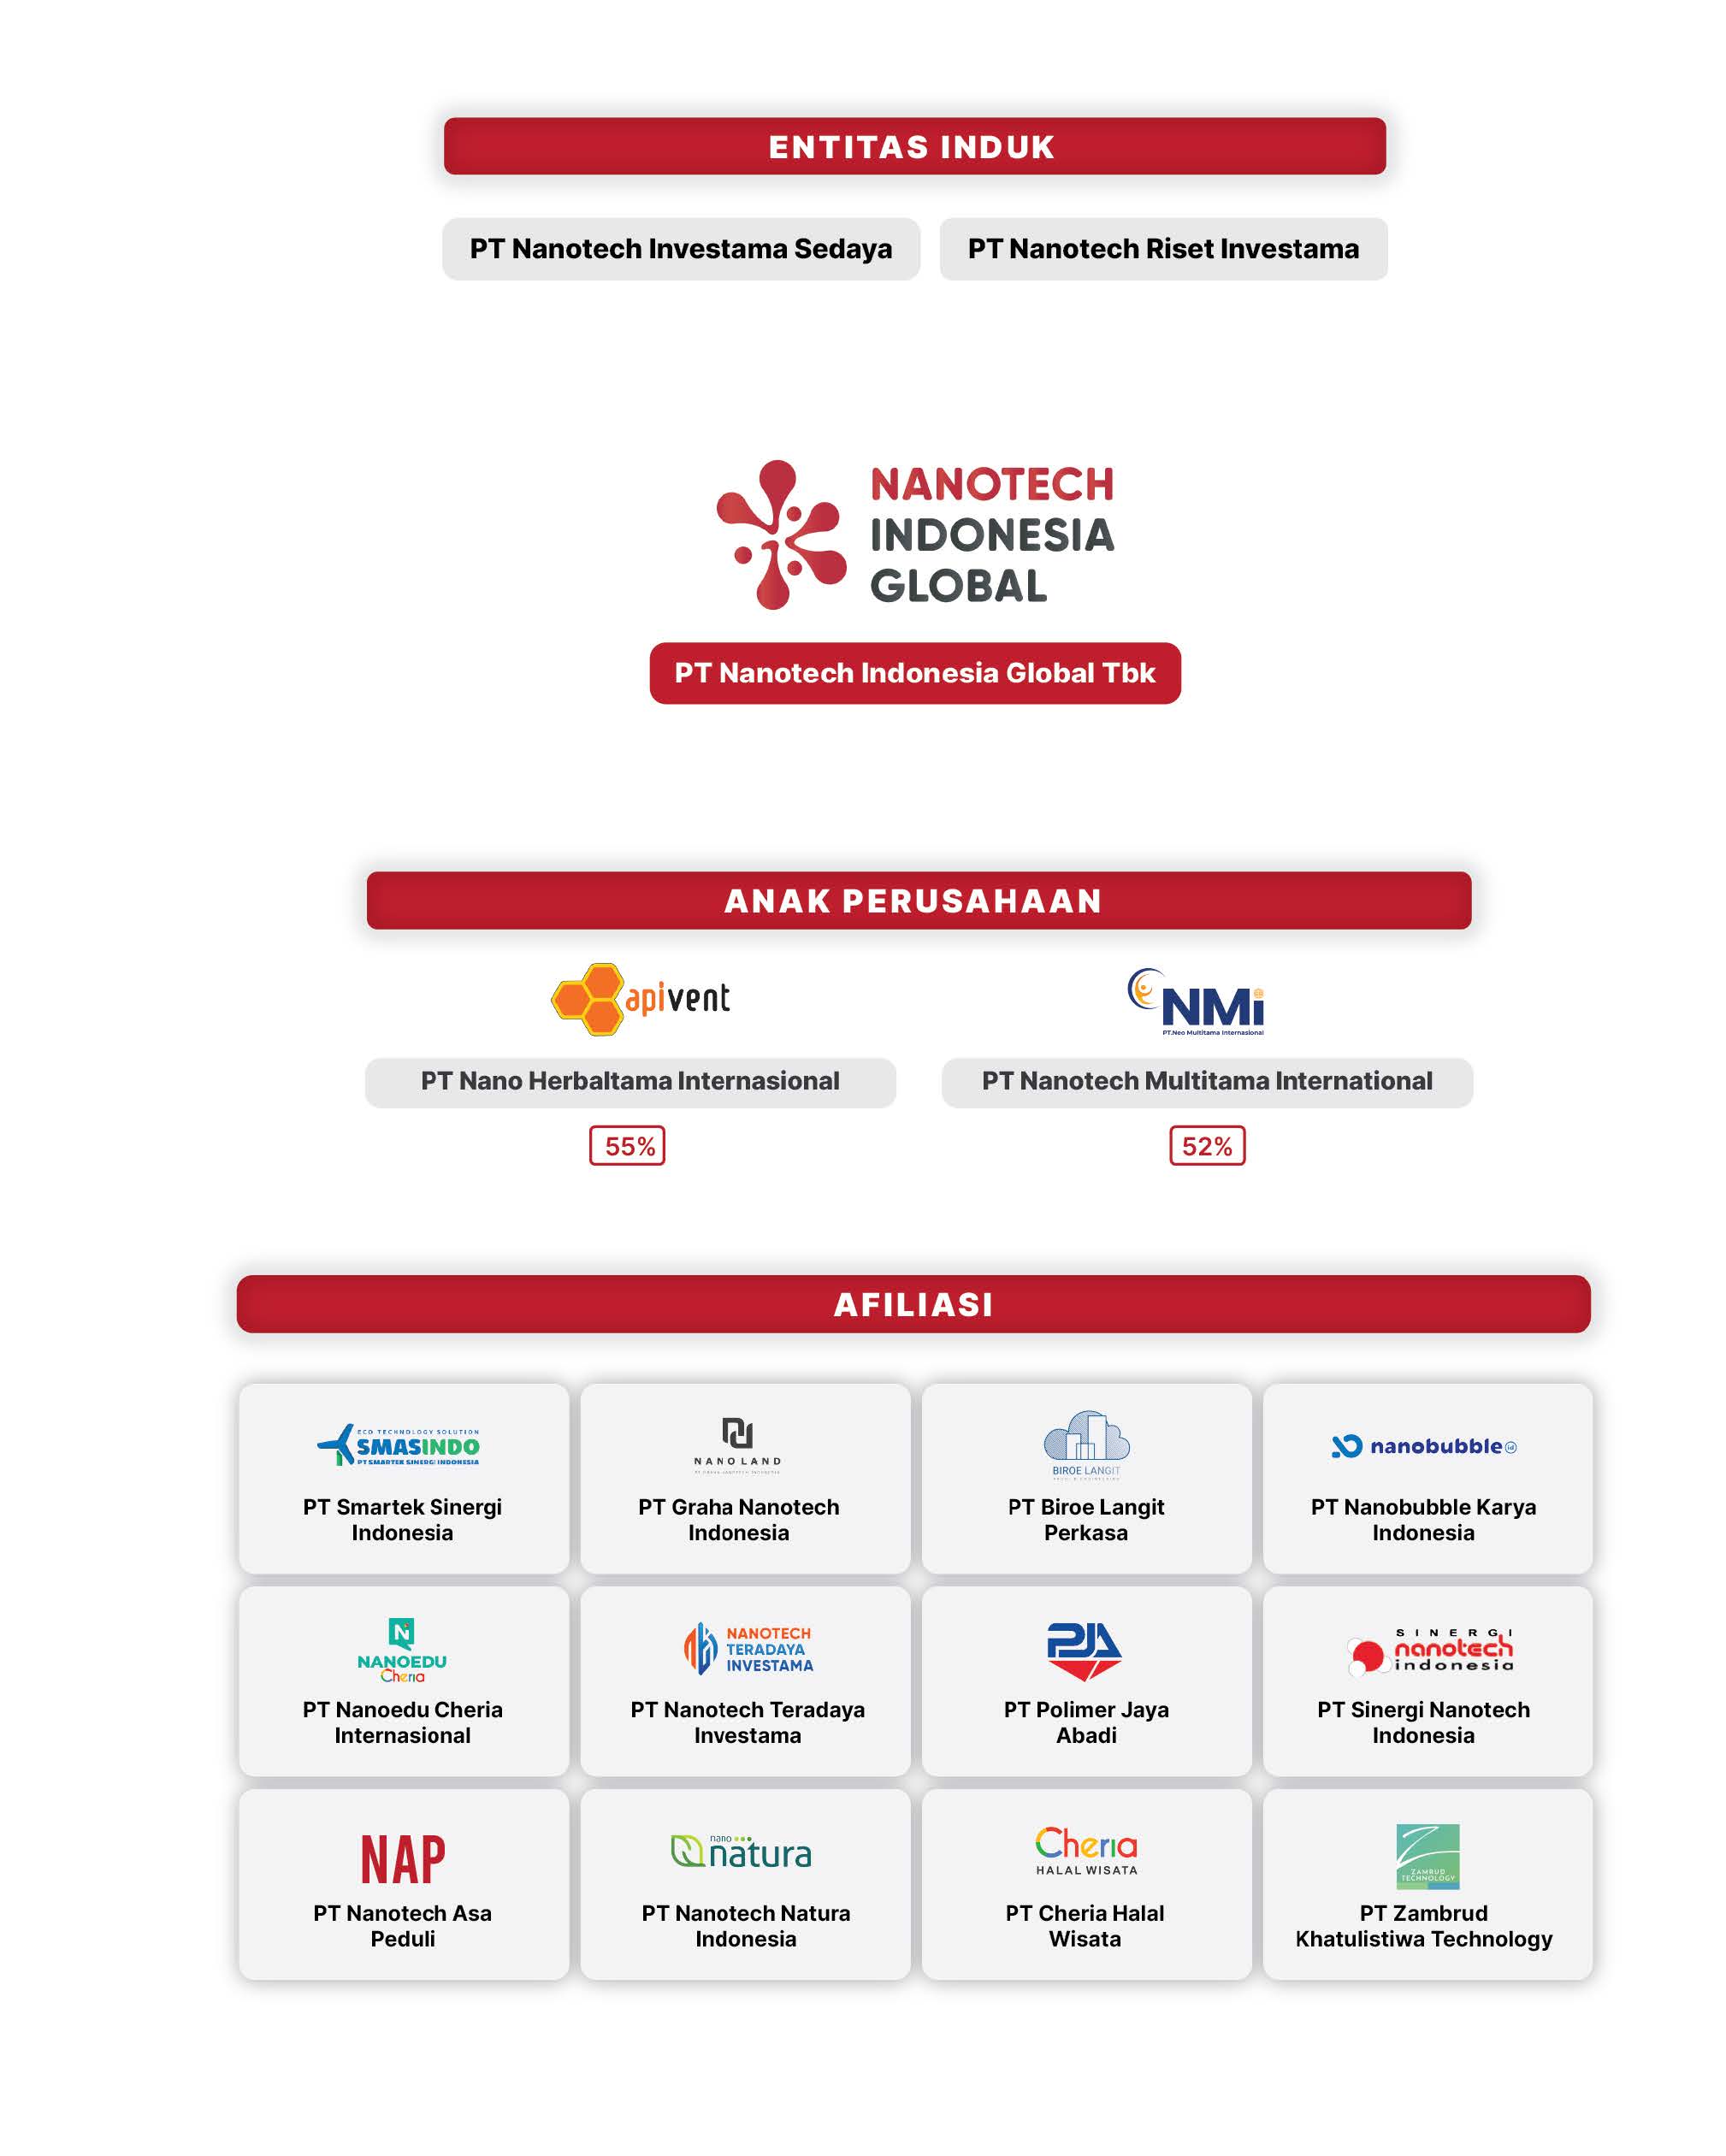 ENTITAS INDUK
PT Nanotech Investama Sedaya
PT Nanotech Riset Investama
NANOTECH
INDONESIA
GLOBAL
PT Nanotech Indonesia Global Tbk
ANAK PERUSAHAAN
apivent
NMi
PT.Neo Multitama Internasional
PT Nano Herbaltama Internasional
PT Nanotech Multitama International
55%
52%
AFILIASI
ECO TECHNOLOGY SOLUTION
SMASINDO
PT SMARTEK SINERGI INDONESIA
PT Smartek Sinergi
Indonesia
NANO LAND
PT Graha Nanotech
Indonesia
BIROE LANGIT
PT Biroe Langit
Perkasa
nanobubble id
PT Nanobubble Karya
Indonesia
N
NANOEDU
Cheria
PT Nanoedu Cheria
Internasional
NANOTECH
TERADAYA
INVESTAMA
PT Nanotech Teradaya
Investama
PJA
PT Polimer Jaya
Abadi
SINERGI
nanotech
indonesia
PT Sinergi Nanotech
Indonesia
NAP
PT Nanotech Asa
Peduli
nano
natura
PT Nanotech Natura
Indonesia
Cheria
HALAL WISATA
PT Cheria Halal
Wisata
ZAMRUD
TECHNOLOGY
PT Zambrud
Khatulistiwa Technology